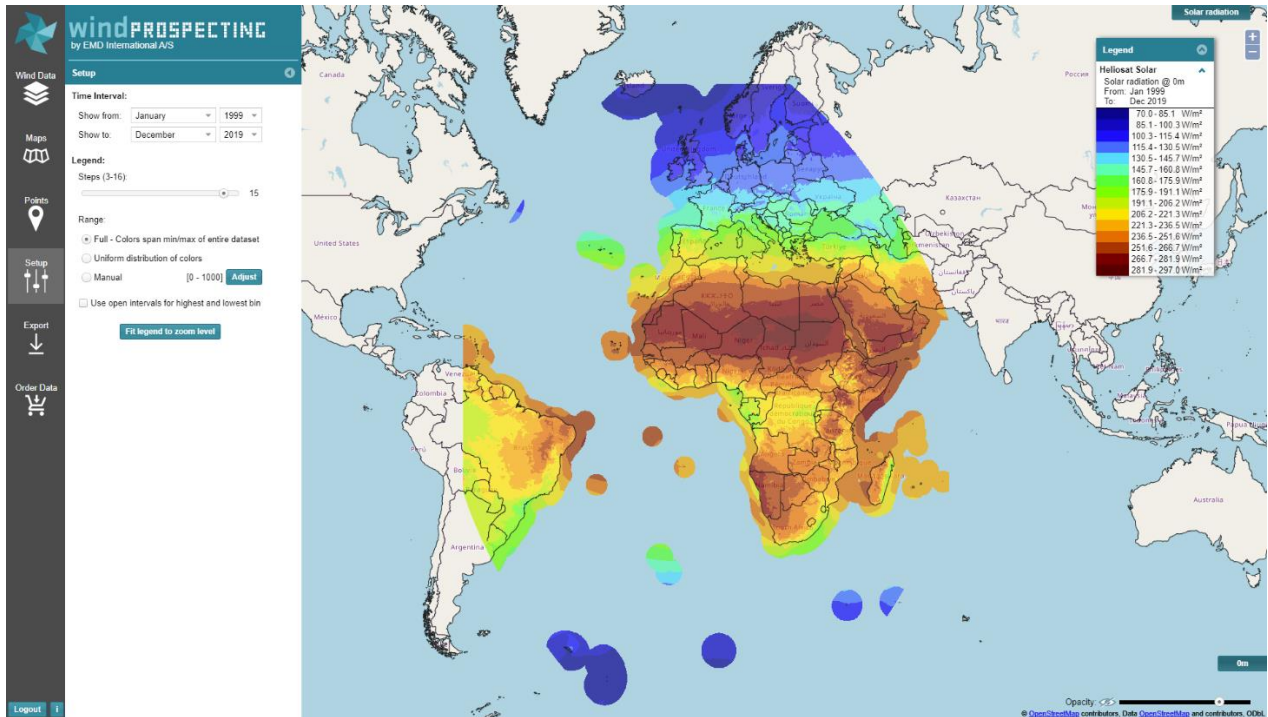 windPROSPECTING
by EMD International A/S
Wind Data
Maps
Points
Setup
Export
Order Data
Logout i
Setup
Time Interval:
Show from: January 1999
Show to: December 2019
Legend:
Steps (3-16):
15
Range:
Full - Colors span min/max of entire dataset
Uniform distribution of colors
Manual [0 - 1000] Adjust
Use open intervals for highest and lowest bin
Fit legend to zoom level
Solar radiation
+
−
Legend
Heliosat Solar
Solar radiation @ 0m
From: Jan 1999
To: Dec 2019
70.0 - 85.1 W/m²
85.1 - 100.3 W/m²
100.3 - 115.4 W/m²
115.4 - 130.5 W/m²
130.5 - 145.7 W/m²
145.7 - 160.8 W/m²
160.8 - 175.9 W/m²
175.9 - 191.1 W/m²
191.1 - 206.2 W/m²
206.2 - 221.3 W/m²
221.3 - 236.5 W/m²
236.5 - 251.6 W/m²
251.6 - 266.7 W/m²
266.7 - 281.9 W/m²
281.9 - 297.0 W/m²
Canada
Россия
Казахстан
United States
México
Colombia
Perú
Argentina
Niger
Mali
Namibia
Malaysia
Indonesia
Papua
Australia
0m
Opacity:
© OpenStreetMap contributors, Data OpenStreetMap and contributors, ODbL